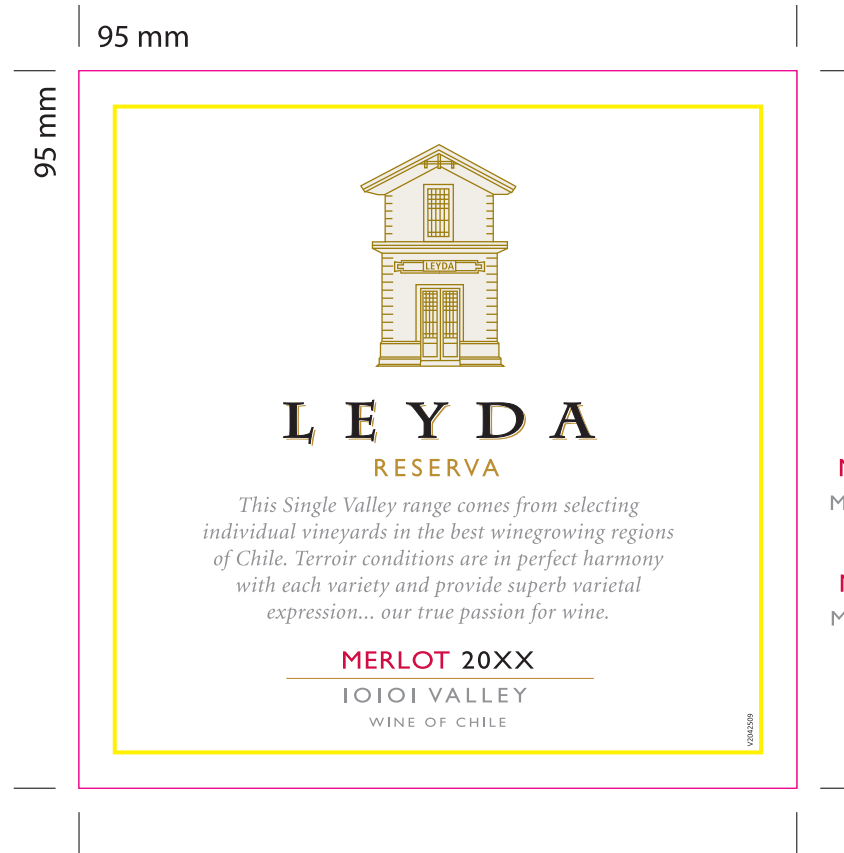 95 mm
95 mm
LEYDA
LEYDA
RESERVA
This Single Valley range comes from selecting
individual vineyards in the best winegrowing regions
of Chile. Terroir conditions are in perfect harmony
with each variety and provide superb varietal
expression... our true passion for wine.
MERLOT 20XX
IOIOI VALLEY
WINE OF CHILE
V2042509